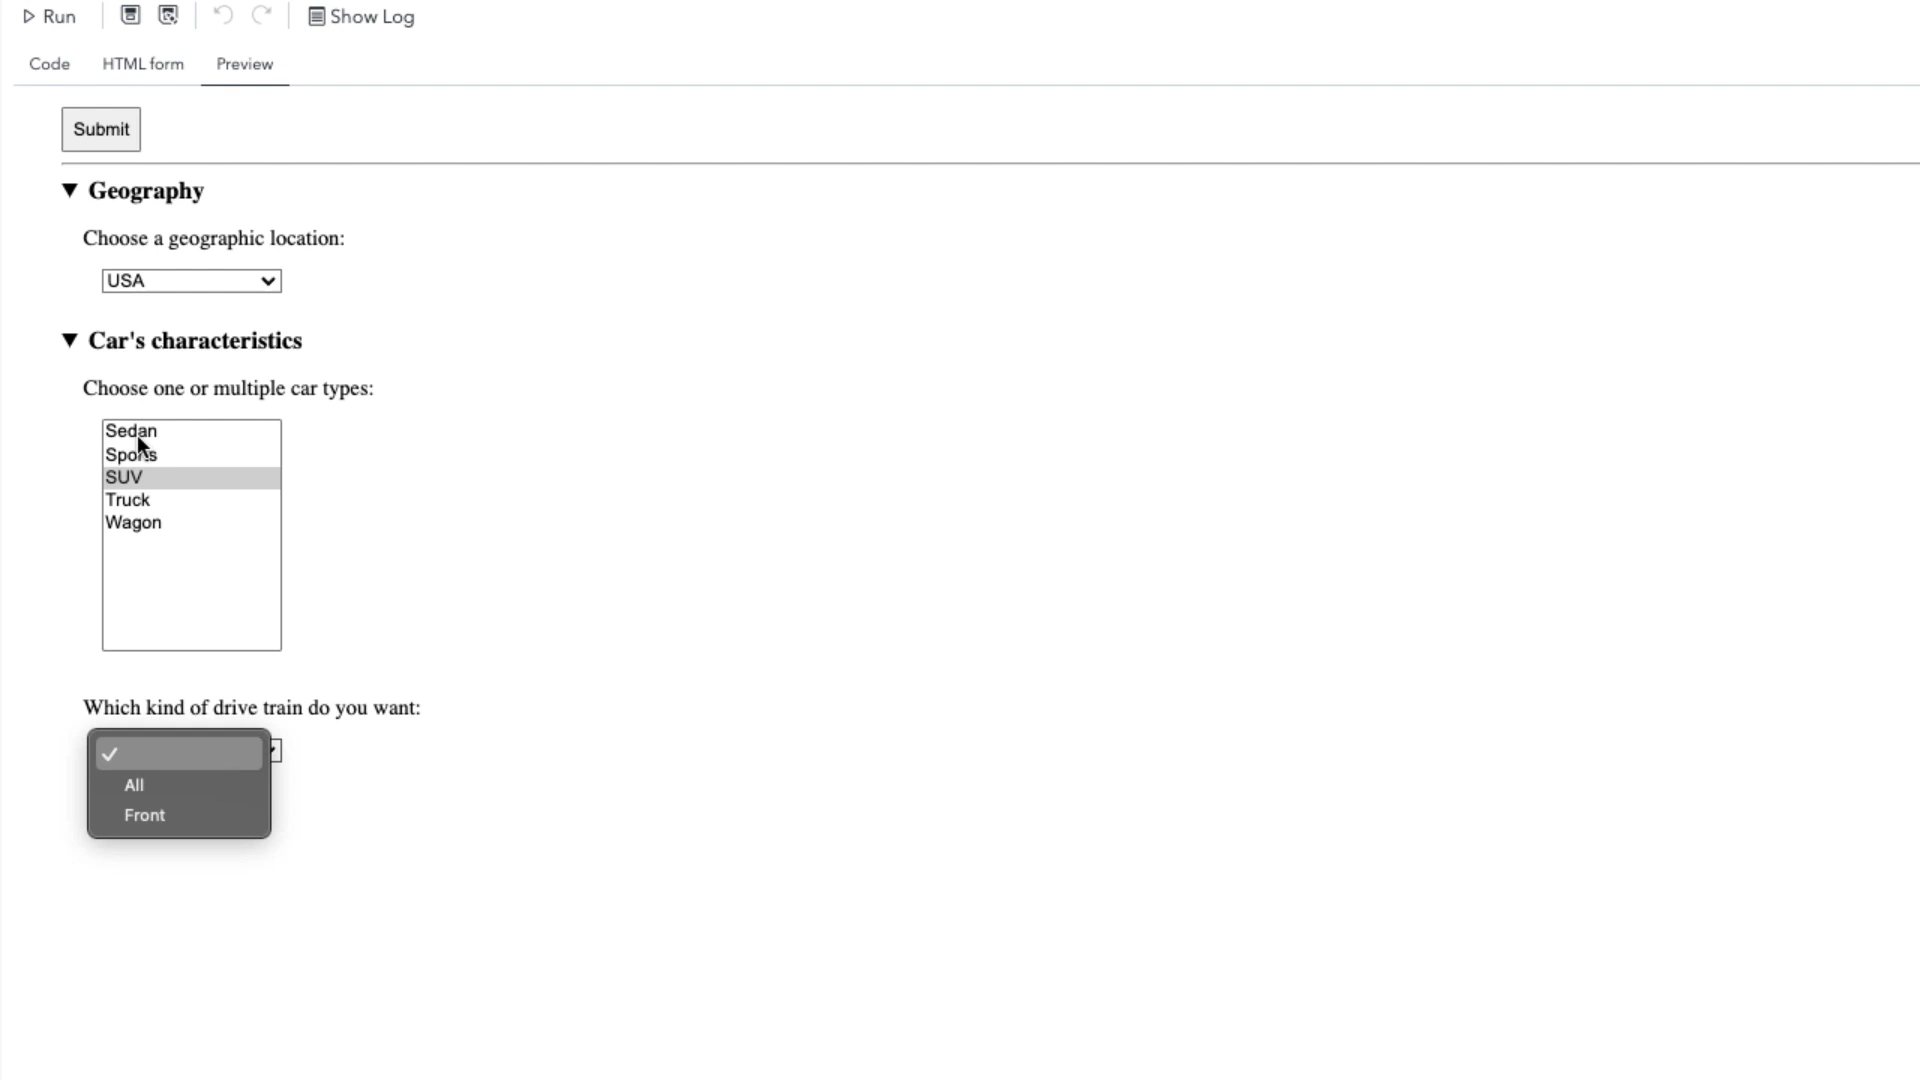 Run
Show Log
Code HTML form Preview
Submit
Geography
Choose a geographic location:
USA
Car's characteristics
Choose one or multiple car types:
Sedan
Sports
SUV
Truck
Wagon
Which kind of drive train do you want:
All
Front